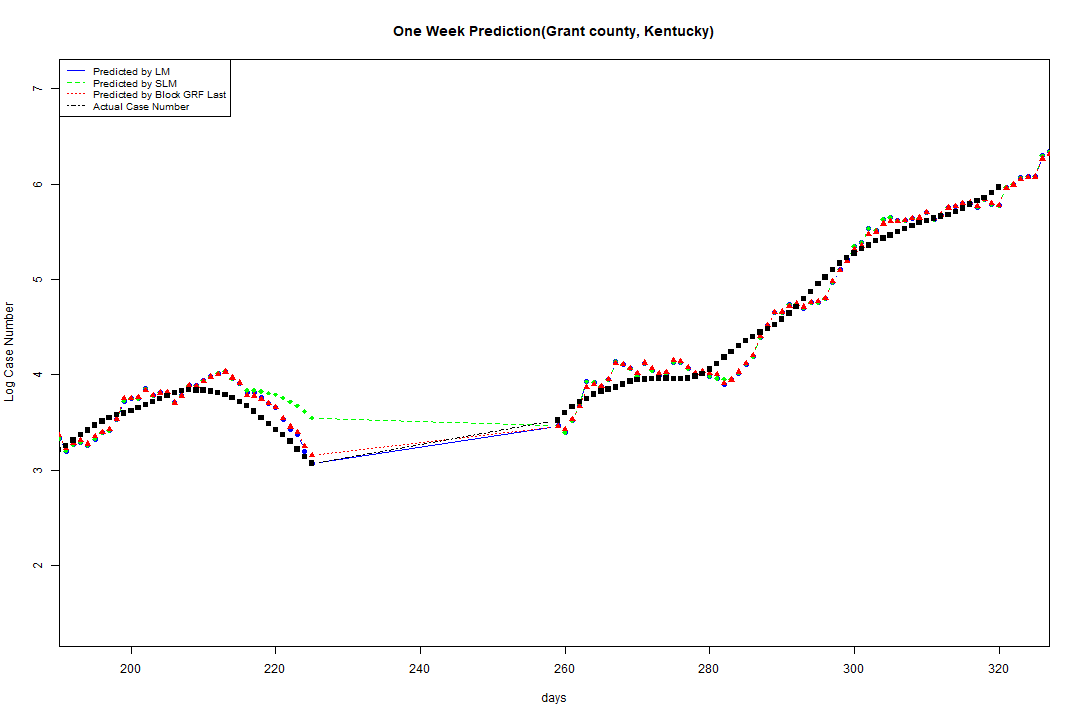 One Week Prediction(Grant county, Kentucky)
Predicted by LM
Predicted by SLM
Predicted by Block GRF Last
Actual Case Number
7
6
5
4
3
2
Log Case Number
200 220 240 260 280 300 320
days